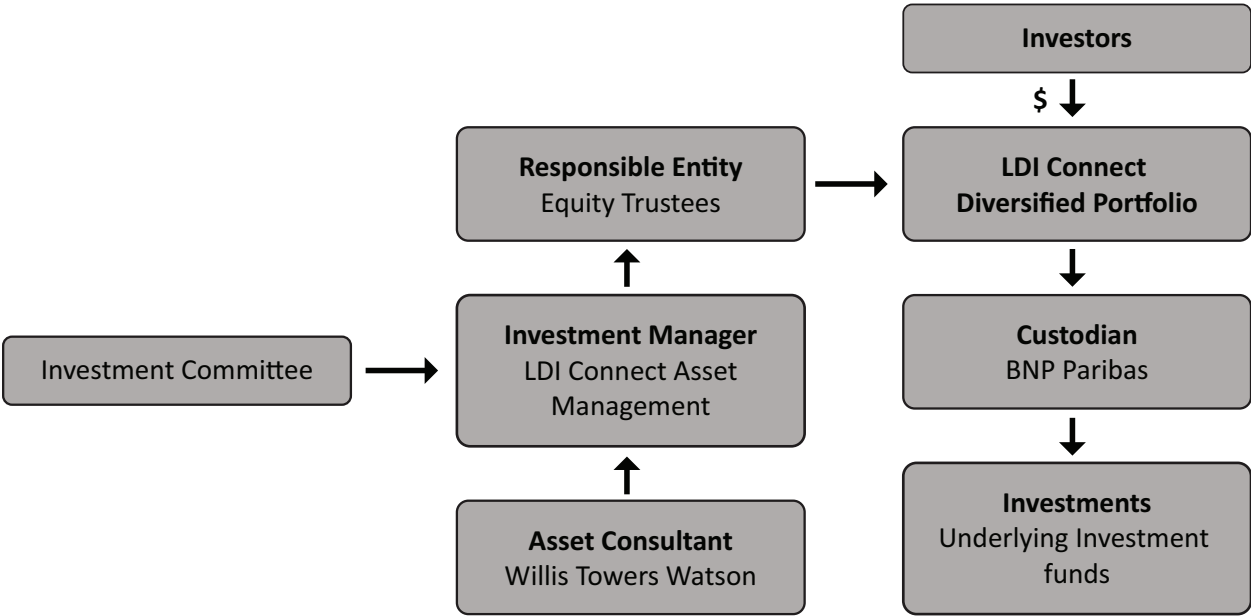 Investors
$
Responsible Entity
Equity Trustees
LDI Connect
Diversified Portfolio
Investment Committee
Investment Manager
LDI Connect Asset
Management
Custodian
BNP Paribas
Asset Consultant
Willis Towers Watson
Investments
Underlying Investment
funds